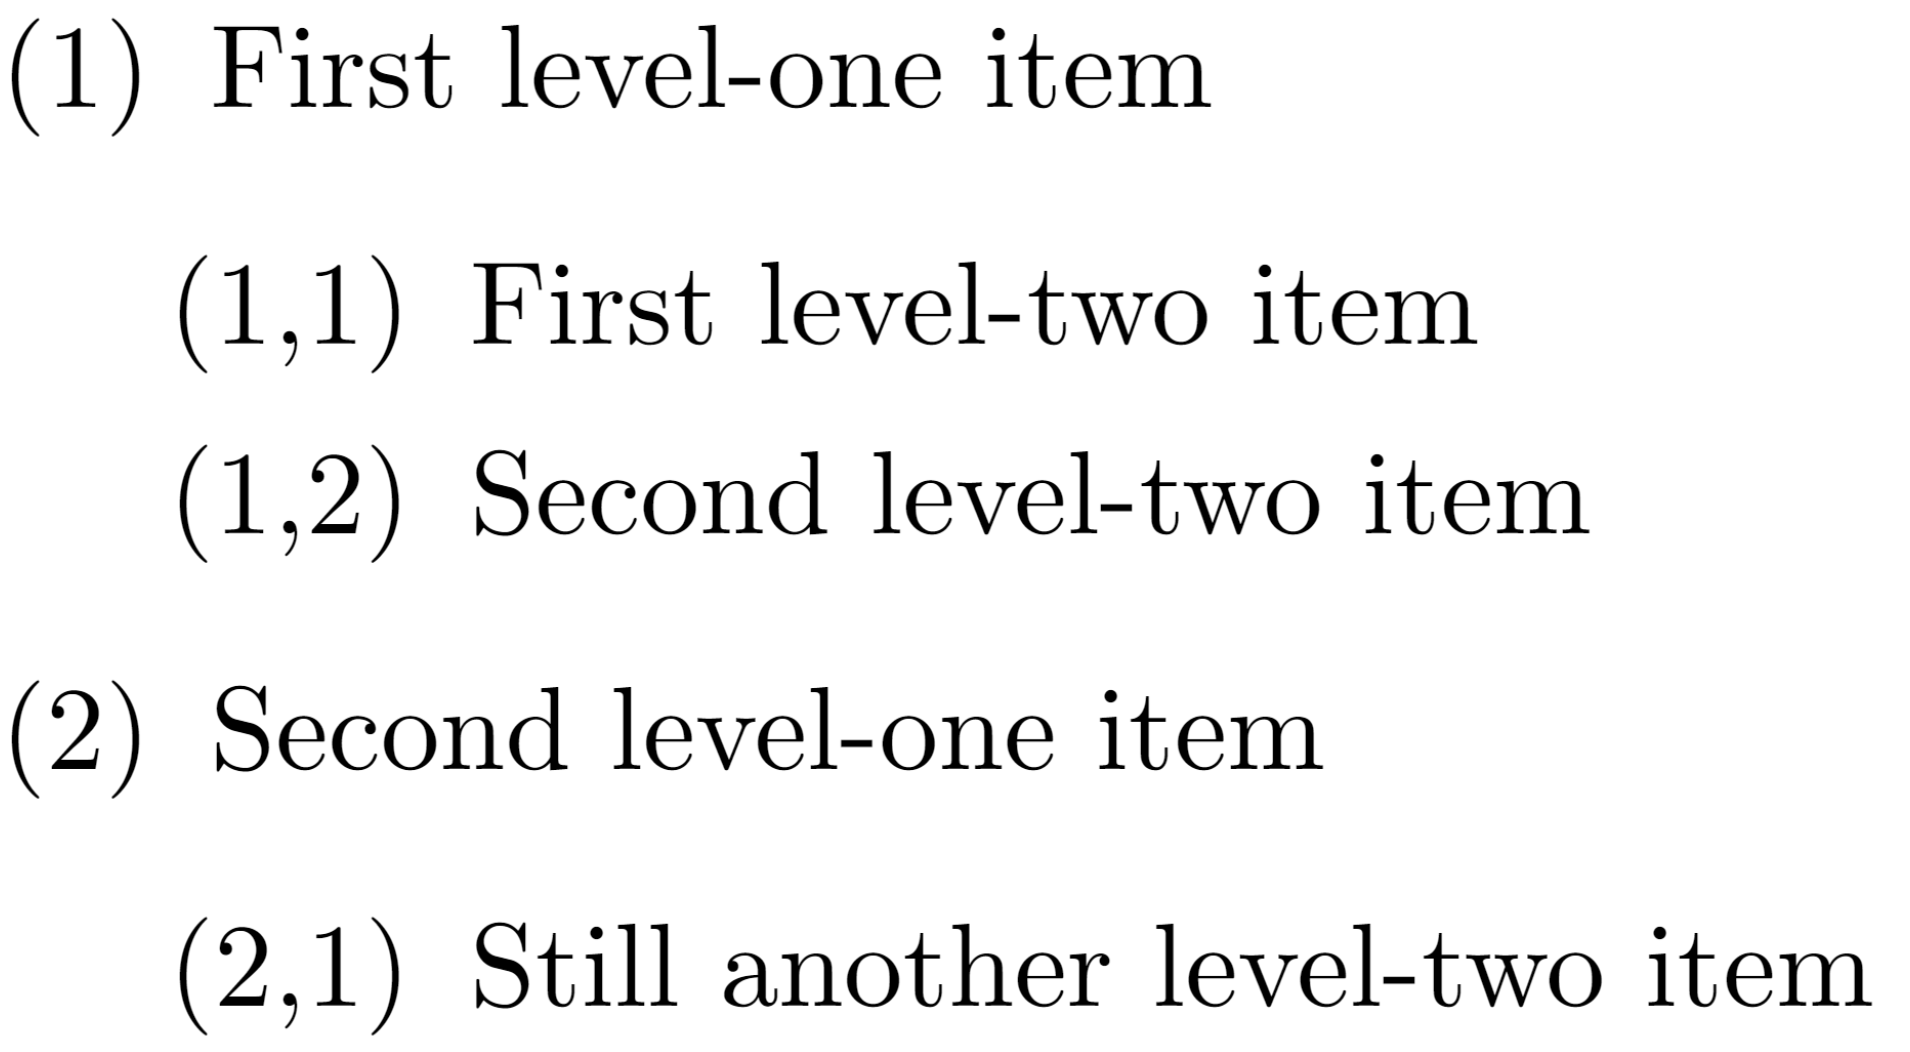 (1) First level-one item
(1,1) First level-two item
(1,2) Second level-two item
(2) Second level-one item
(2,1) Still another level-two item